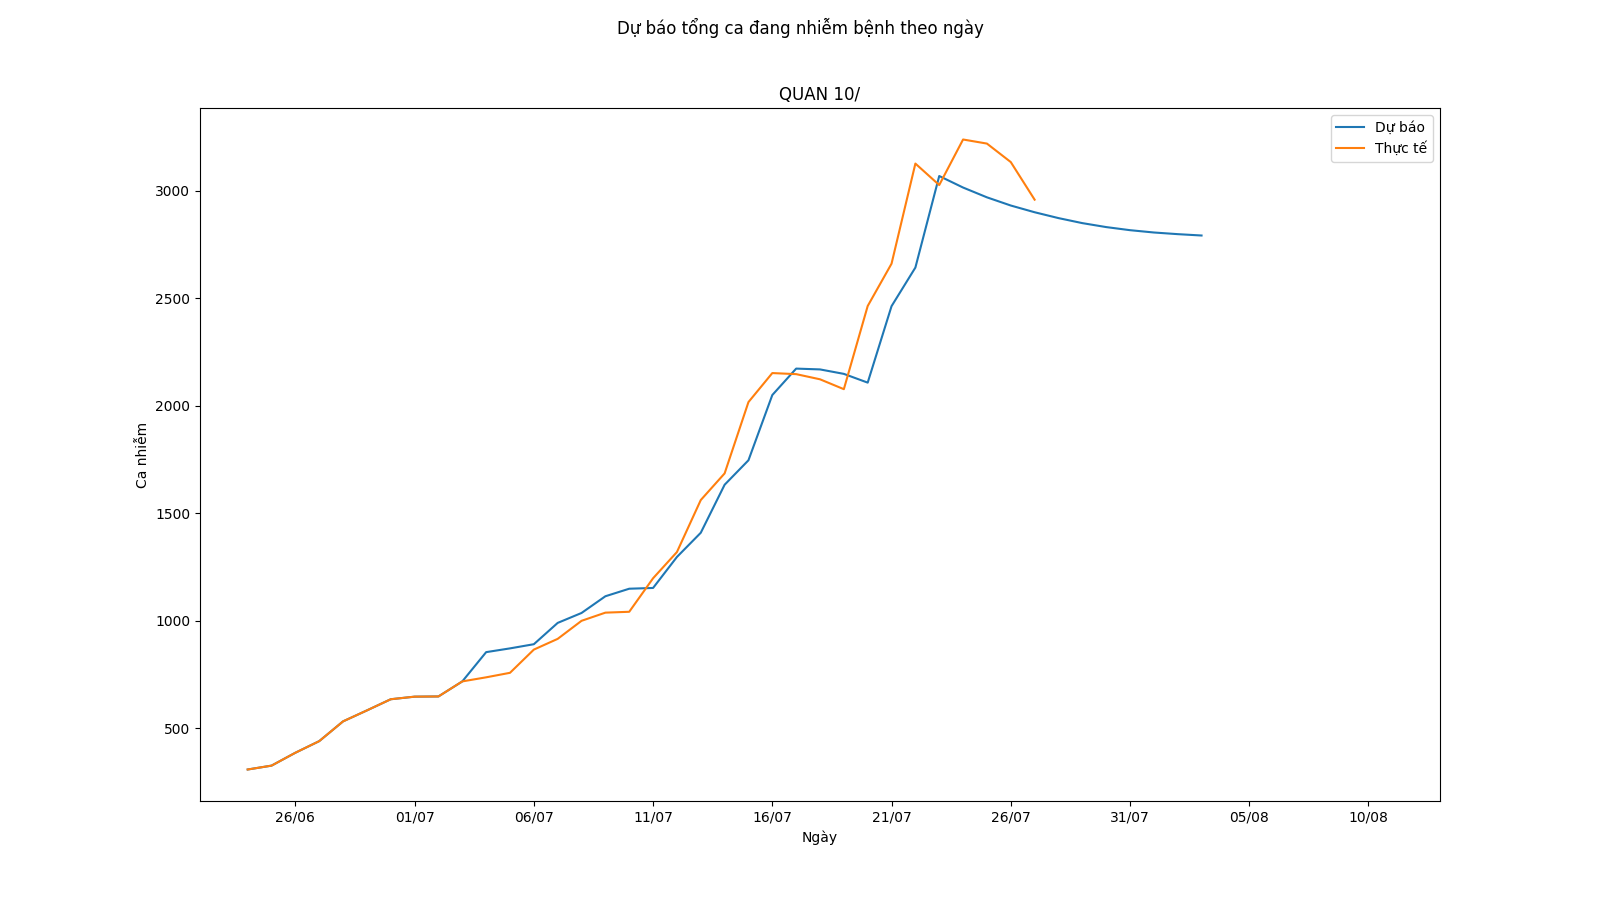 Dự báo tổng ca đang nhiễm bệnh theo ngày
QUAN 10/
Dự báo
Thực tế
3000
2500
2000
1500
1000
500
Ca nhiễm
26/06
01/07
06/07
11/07
16/07
21/07
26/07
31/07
05/08
10/08
Ngày